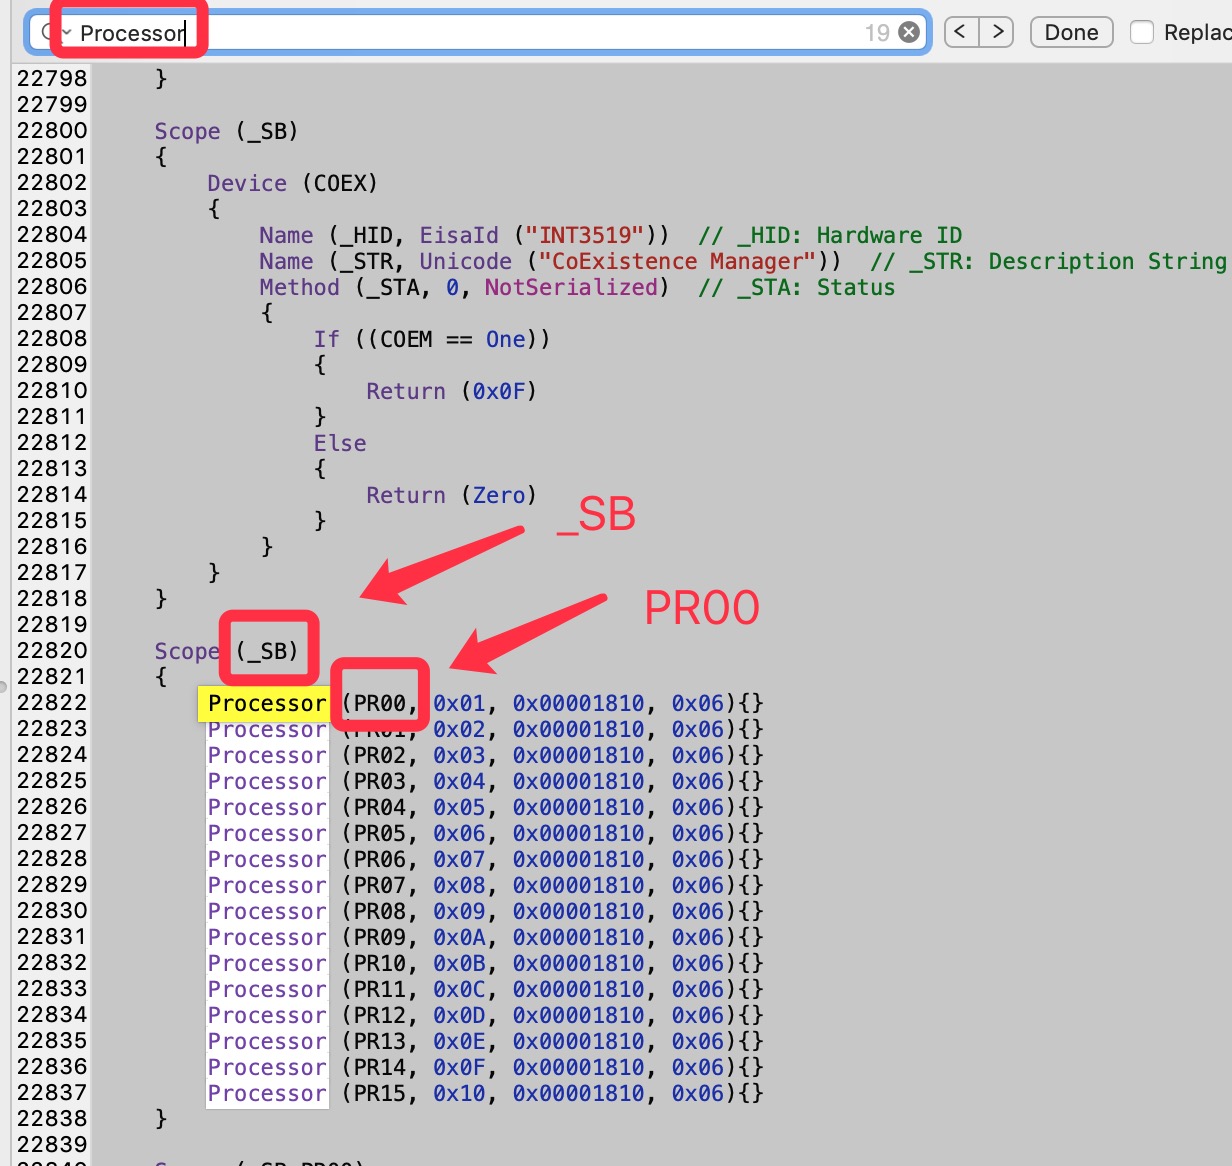 Processor 19 < > Done Replac
22798 }
22799
22800 Scope (_SB)
22801 {
22802 Device (COEX)
22803 {
22804 Name (_HID, EisaId ("INT3519")) // _HID: Hardware ID
22805 Name (_STR, Unicode ("CoExistence Manager")) // _STR: Description String
22806 Method (_STA, 0, NotSerialized) // _STA: Status
22807 {
22808 If ((COEM == One))
22809 {
22810 Return (0x0F)
22811 }
22812 Else
22813 {
22814 Return (Zero)
22815 }
_SB
22816 }
22817 }
22818 }
PR00
22819
22820 Scope (_SB)
22821 {
22822 Processor (PR00, 0x01, 0x00001810, 0x06){}
22823 Processor (PR01, 0x02, 0x00001810, 0x06){}
22824 Processor (PR02, 0x03, 0x00001810, 0x06){}
22825 Processor (PR03, 0x04, 0x00001810, 0x06){}
22826 Processor (PR04, 0x05, 0x00001810, 0x06){}
22827 Processor (PR05, 0x06, 0x00001810, 0x06){}
22828 Processor (PR06, 0x07, 0x00001810, 0x06){}
22829 Processor (PR07, 0x08, 0x00001810, 0x06){}
22830 Processor (PR08, 0x09, 0x00001810, 0x06){}
22831 Processor (PR09, 0x0A, 0x00001810, 0x06){}
22832 Processor (PR10, 0x0B, 0x00001810, 0x06){}
22833 Processor (PR11, 0x0C, 0x00001810, 0x06){}
22834 Processor (PR12, 0x0D, 0x00001810, 0x06){}
22835 Processor (PR13, 0x0E, 0x00001810, 0x06){}
22836 Processor (PR14, 0x0F, 0x00001810, 0x06){}
22837 Processor (PR15, 0x10, 0x00001810, 0x06){}
22838 }
22839